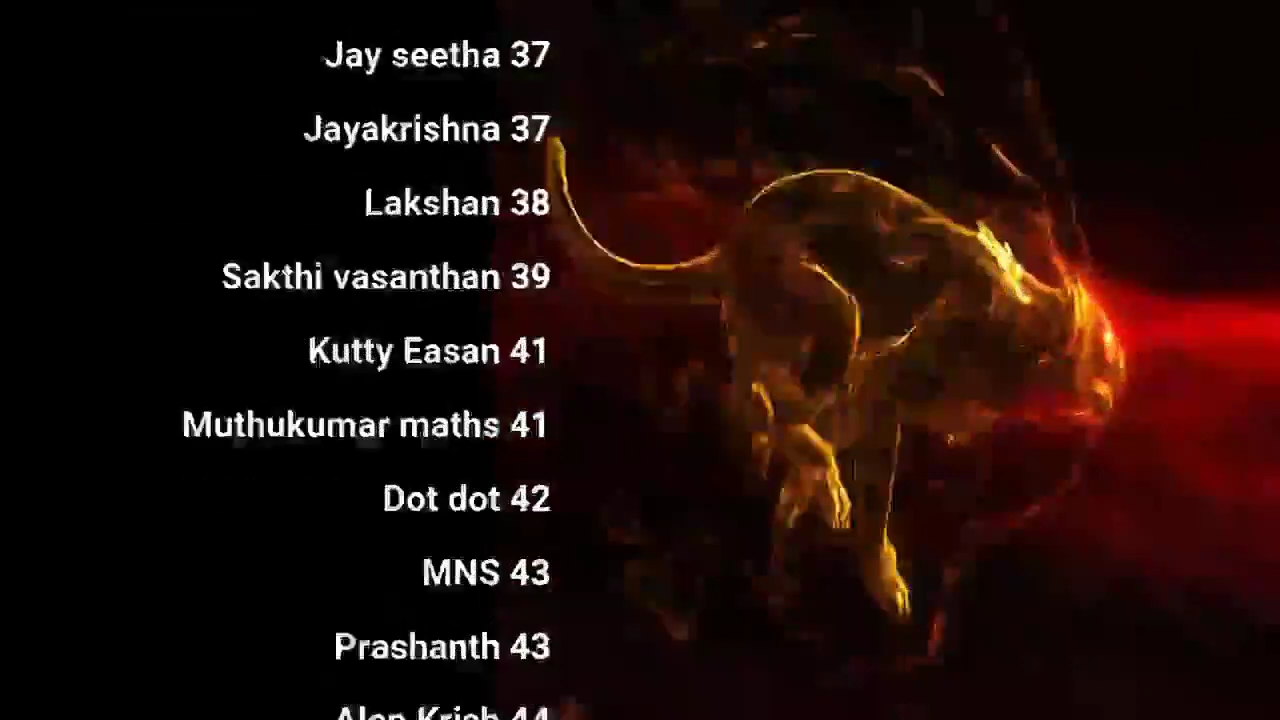 Jay seetha 37
Jayakrishna 37
Lakshan 38
Sakthi vasanthan 39
Kutty Easan 41
Muthukumar maths 41
Dot dot 42
MNS 43
Prashanth 43
44